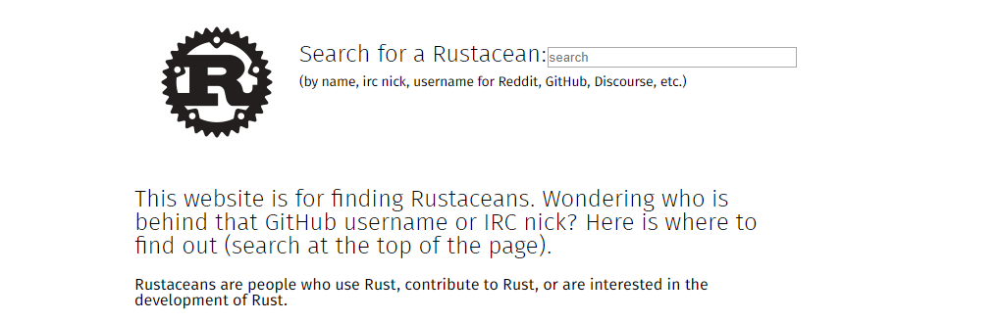 R
Search for a Rustacean:
search
(by name, irc nick, username for Reddit, GitHub, Discourse, etc.)
This website is for finding Rustaceans. Wondering who is
behind that GitHub username or IRC nick? Here is where to
find out (search at the top of the page).
Rustaceans are people who use Rust, contribute to Rust, or are interested in the
development of Rust.